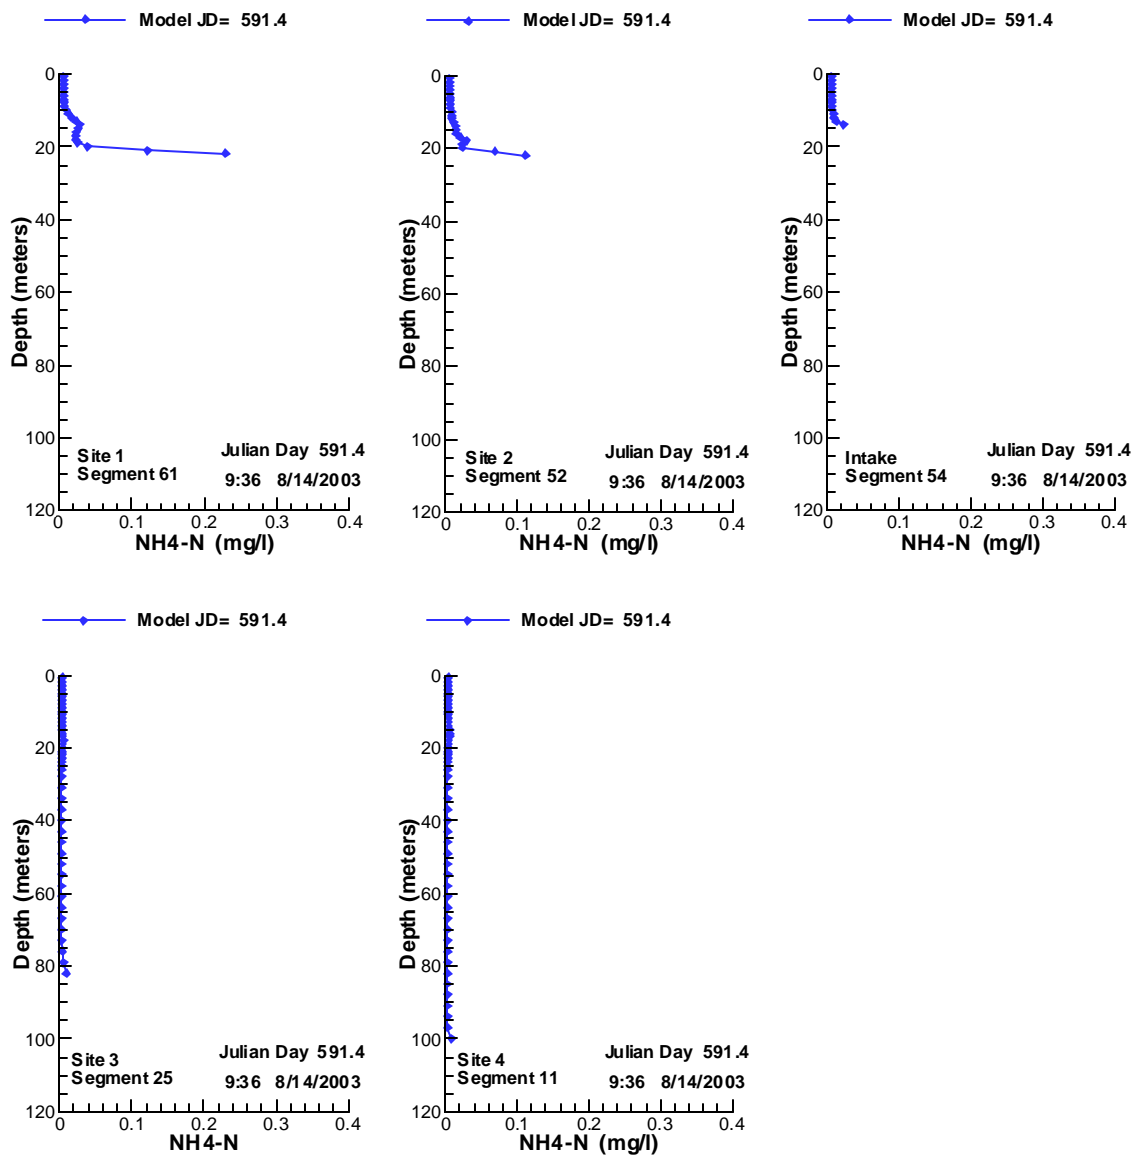 Model JD= 591.4
Model JD= 591.4
Model JD= 591.4
0
20
40
60
80
100
120
Depth (meters)
Site 1
Segment 61
Julian Day 591.4
9:36 8/14/2003
0 0.1 0.2 0.3 0.4
NH4-N (mg/l)
0
20
40
60
80
100
120
Depth (meters)
Site 2
Segment 52
Julian Day 591.4
9:36 8/14/2003
0 0.1 0.2 0.3 0.4
NH4-N (mg/l)
0
20
40
60
80
100
120
Depth (meters)
Intake
Segment 54
Julian Day 591.4
9:36 8/14/2003
0 0.1 0.2 0.3 0.4
NH4-N (mg/l)
Model JD= 591.4
Model JD= 591.4
0
20
40
60
80
100
120
Depth (meters)
Site 3
Segment 25
Julian Day 591.4
9:36 8/14/2003
0 0.1 0.2 0.3 0.4
NH4-N
0
20
40
60
80
100
120
Depth (meters)
Site 4
Segment 11
Julian Day 591.4
9:36 8/14/2003
0 0.1 0.2 0.3 0.4
NH4-N (mg/l)